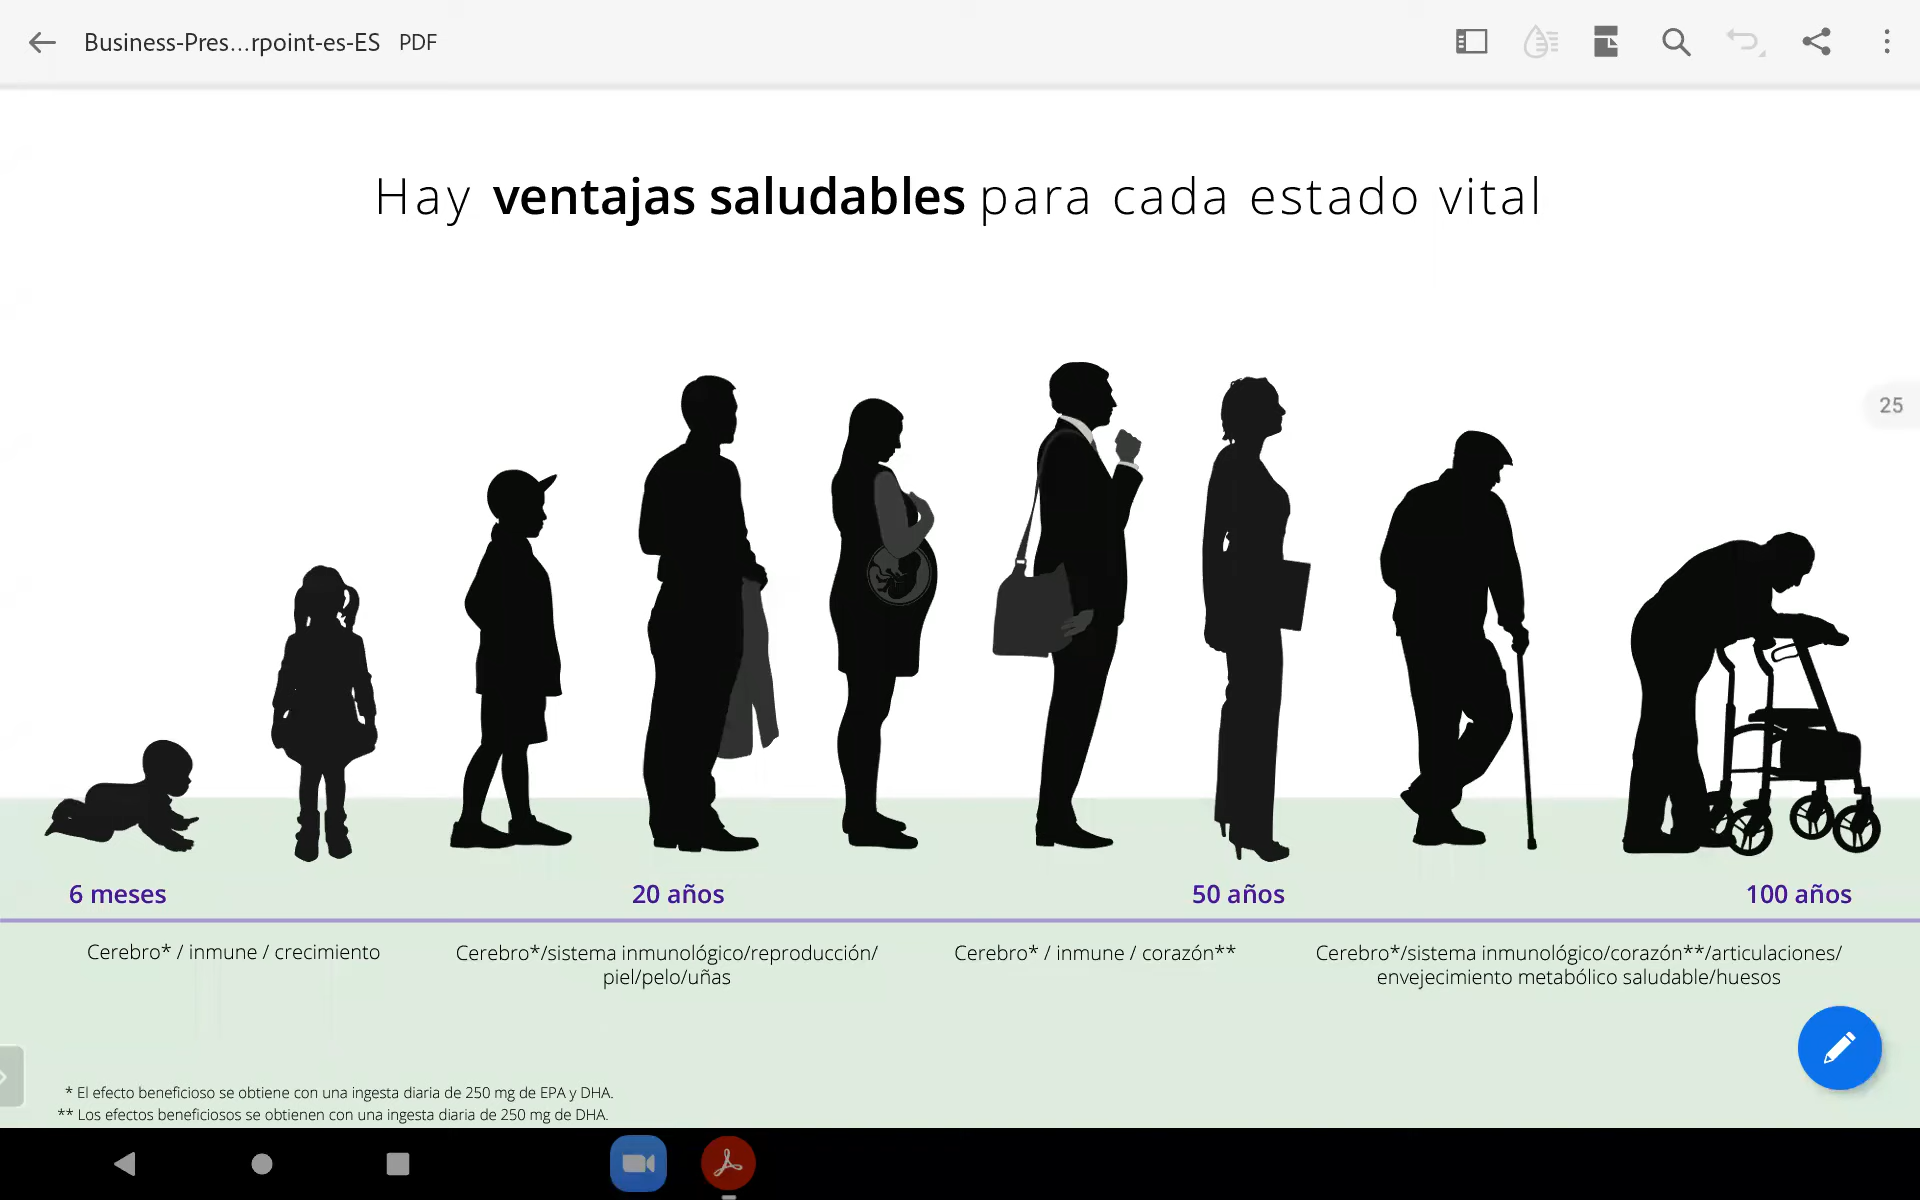 Business-Pres...rpoint-es-ES PDF
Hay ventajas saludables para cada estado vital
25
6 meses
20 años
50 años
100 años
Cerebro* / inmune / crecimiento
Cerebro*/sistema inmunológico/reproducción/
piel/pelo/uñas
Cerebro* / inmune / corazón**
Cerebro*/sistema inmunológico/corazón**/articulaciones/
envejecimiento metabólico saludable/huesos
* El efecto beneficioso se obtiene con una ingesta diaria de 250 mg de EPA y DHA.
** Los efectos beneficiosos se obtienen con una ingesta diaria de 250 mg de DHA.